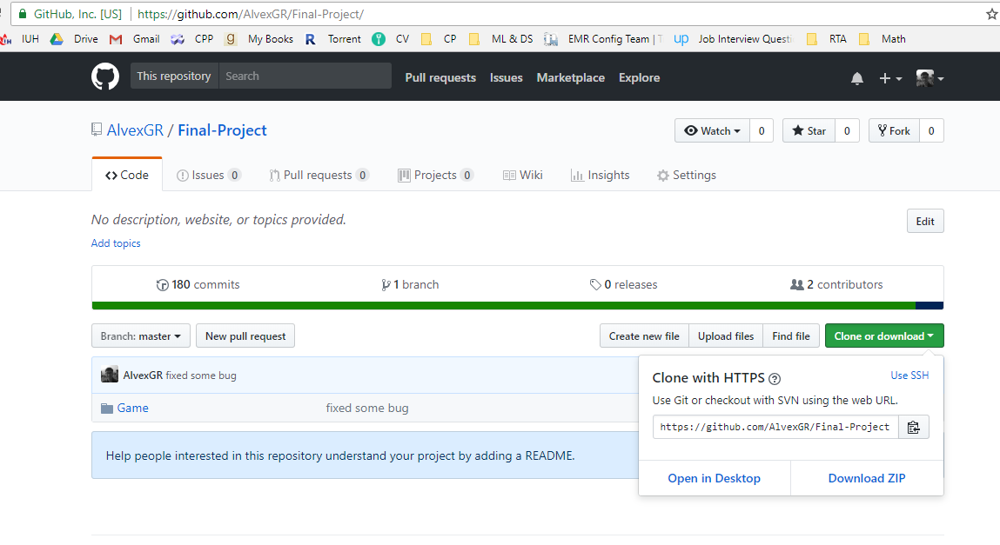 GitHub, Inc. [US] https://github.com/AlvexGR/Final-Project/
IUH Drive Gmail CPP My Books Torrent CV CP ML & DS EMR Config Team | Job Interview Questi RTA Math
This repository Search Pull requests Issues Marketplace Explore
AlvexGR / Final-Project Watch 0 Star 0 Fork 0
Code Issues 0 Pull requests 0 Projects 0 Wiki Insights Settings
No description, website, or topics provided. Edit
Add topics
180 commits 1 branch 0 releases 2 contributors
Branch: master New pull request Create new file Upload files Find file Clone or download
AlvexGR fixed some bug
Game fixed some bug
Help people interested in this repository understand your project by adding a README.
Clone with HTTPS Use SSH
Use Git or checkout with SVN using the web URL.
https://github.com/AlvexGR/Final-Project
Open in Desktop Download ZIP